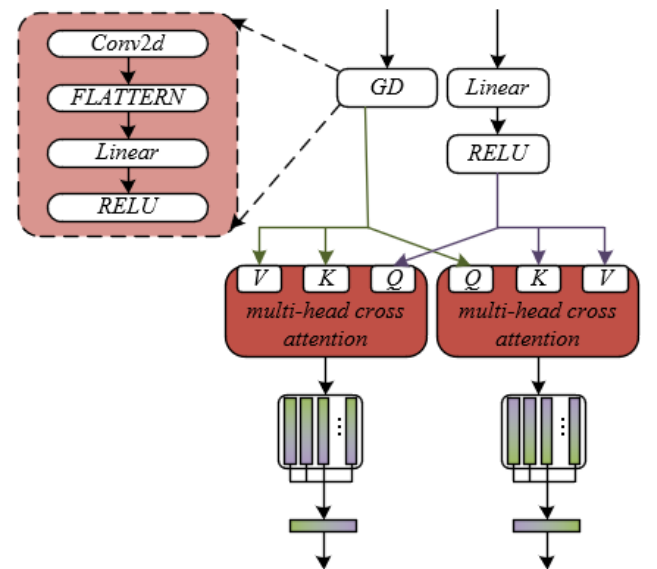 Conv2d
FLATTERN
Linear
RELU
GD
Linear
RELU
V K Q
multi-head cross
attention
Q K V
multi-head cross
attention